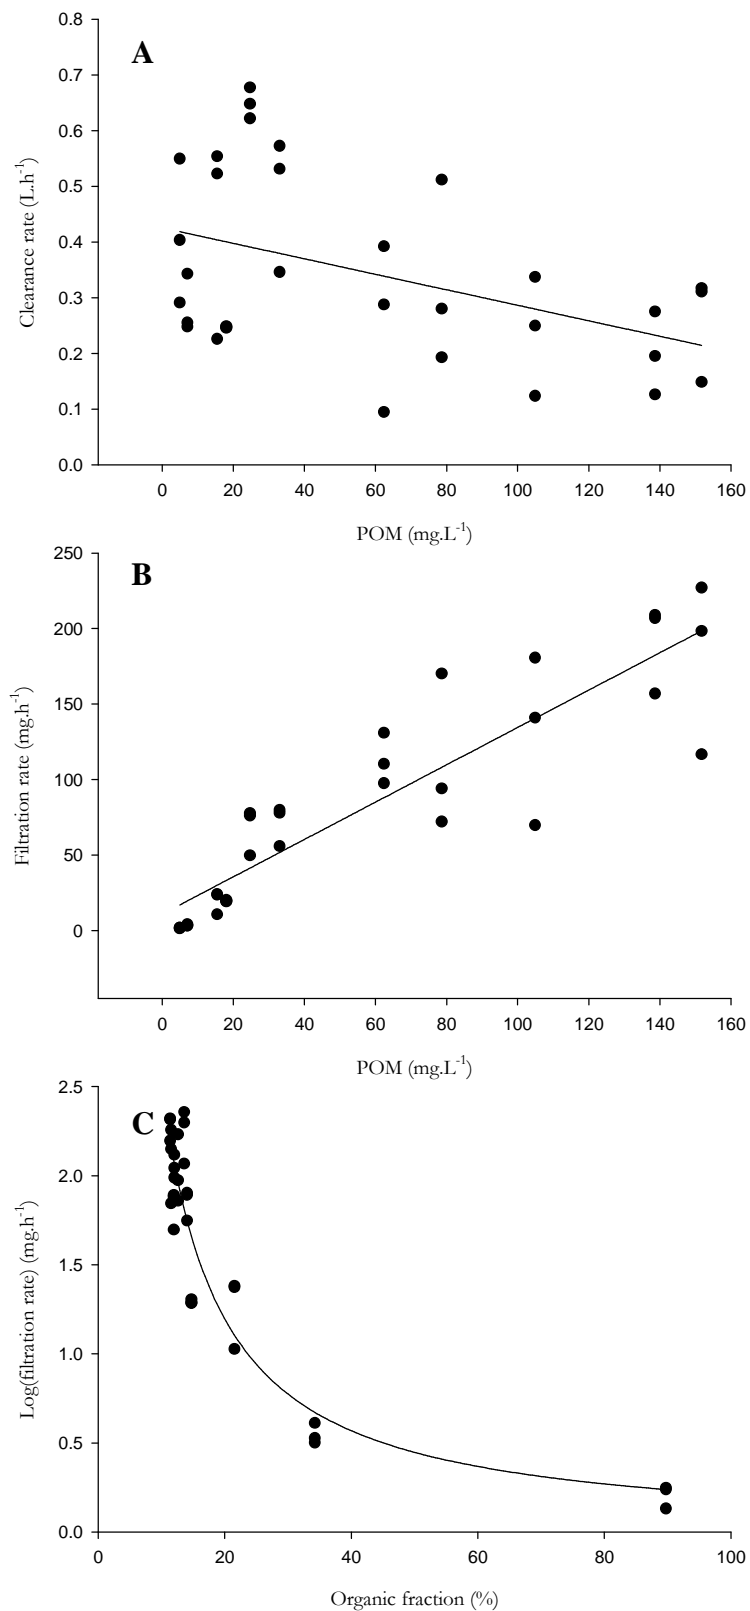 A
0.8
0.7
0.6
0.5
0.4
0.3
0.2
0.1
0.0
Clearance rate (L.h-1)
0 20 40 60 80 100 120 140 160
POM (mg.L-1)
B
250
200
150
100
50
0
Filtration rate (mg.h-1)
0 20 40 60 80 100 120 140 160
POM (mg.L-1)
C
2.5
2.0
1.5
1.0
0.5
0.0
Log(filtration rate) (mg.h-1)
0 20 40 60 80 100
Organic fraction (%)